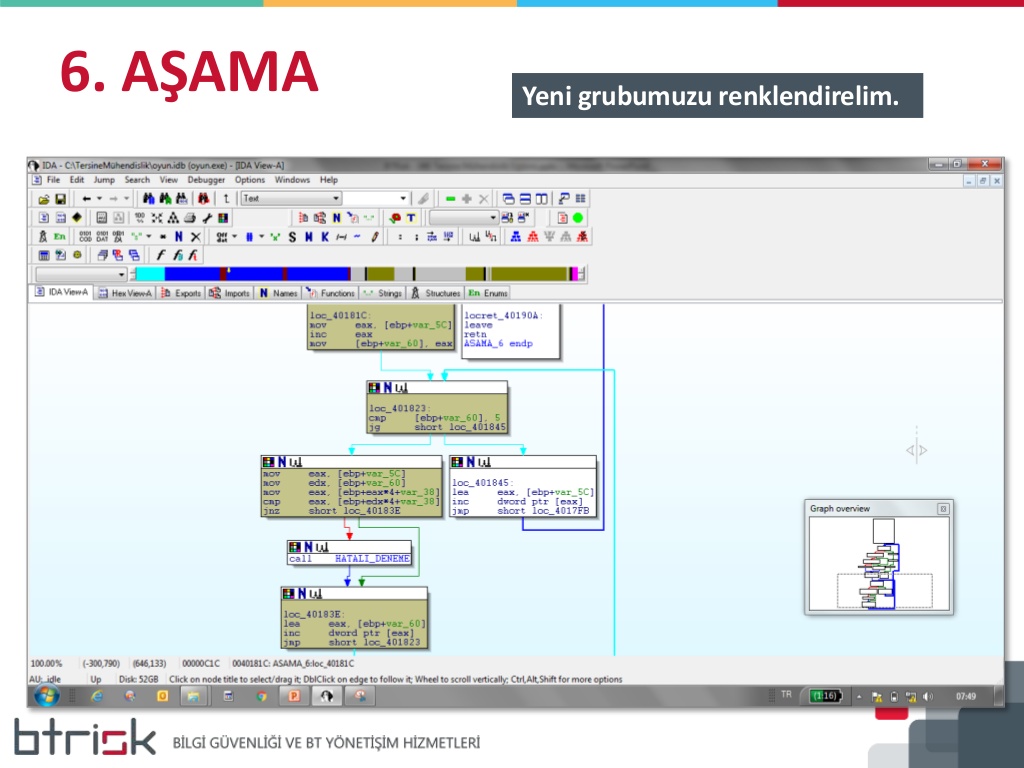 6. AŞAMA
Yeni grubumuzu renklendirelim.
IDA - C:\TersineMühendislik\oyun.idb (oyun.exe) - [IDA View-A]
File Edit Jump Search View Debugger Options Windows Help
Text
IDA View-A Hex View-A Exports Imports Names Functions Strings Structures Enums
loc_40181C:
mov eax, [ebp+var_5C]
inc eax
mov [ebp+var_60], eax
locret_40190A:
leave
retn
ASAMA_6 endp
loc_401823:
cmp [ebp+var_60], 5
jg short loc_401845
mov eax, [ebp+var_5C]
mov edx, [ebp+var_60]
mov eax, [ebp+eax*4+var_38]
cmp eax, [ebp+edx*4+var_38]
jnz short loc_40183E
loc_401845:
lea eax, [ebp+var_5C]
inc dword ptr [eax]
jmp short loc_4017FB
call HATALI_DENEME
loc_40183E:
lea eax, [ebp+var_60]
inc dword ptr [eax]
jmp short loc_401823
Graph overview
100.00% (-300,790) (646,133) 00000C1C 0040181C: ASAMA_6:loc_40181C
AU: idle Up Disk: 52GB Click on node title to select/drag it; DblClick on edge to follow it; Wheel to scroll vertically; Ctrl,Alt,Shift for more options
TR (1:16) 07:49
btrisk BİLGİ GÜVENLİĞİ VE BT YÖNETİŞİM HİZMETLERİ